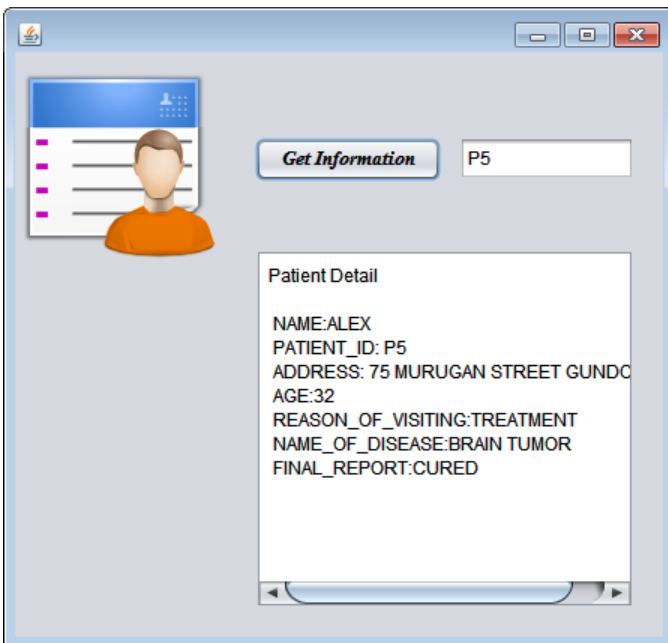 Get Information
P5
Patient Detail
NAME:ALEX
PATIENT_ID: P5
ADDRESS: 75 MURUGAN STREET GUNDC
AGE:32
REASON_OF_VISITING:TREATMENT
NAME_OF_DISEASE:BRAIN TUMOR
FINAL_REPORT:CURED